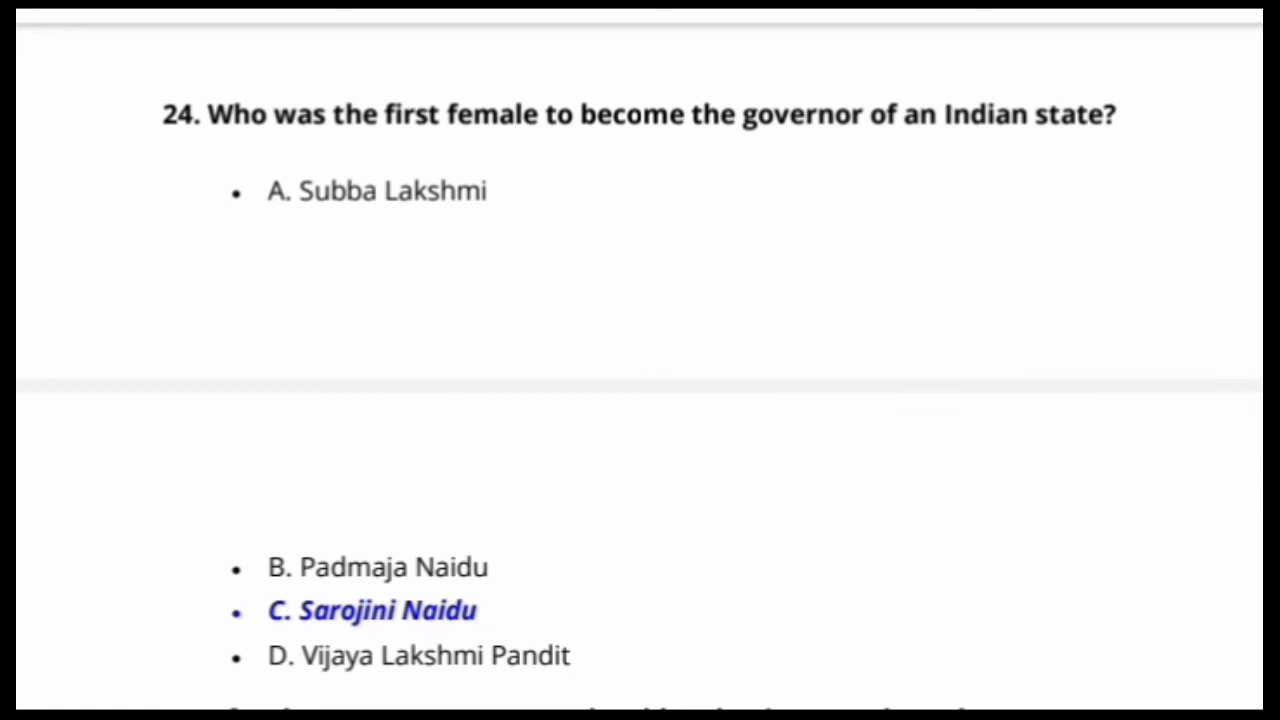 24. Who was the first female to become the governor of an Indian state?
• A. Subba Lakshmi
• B. Padmaja Naidu
• C. Sarojini Naidu
• D. Vijaya Lakshmi Pandit